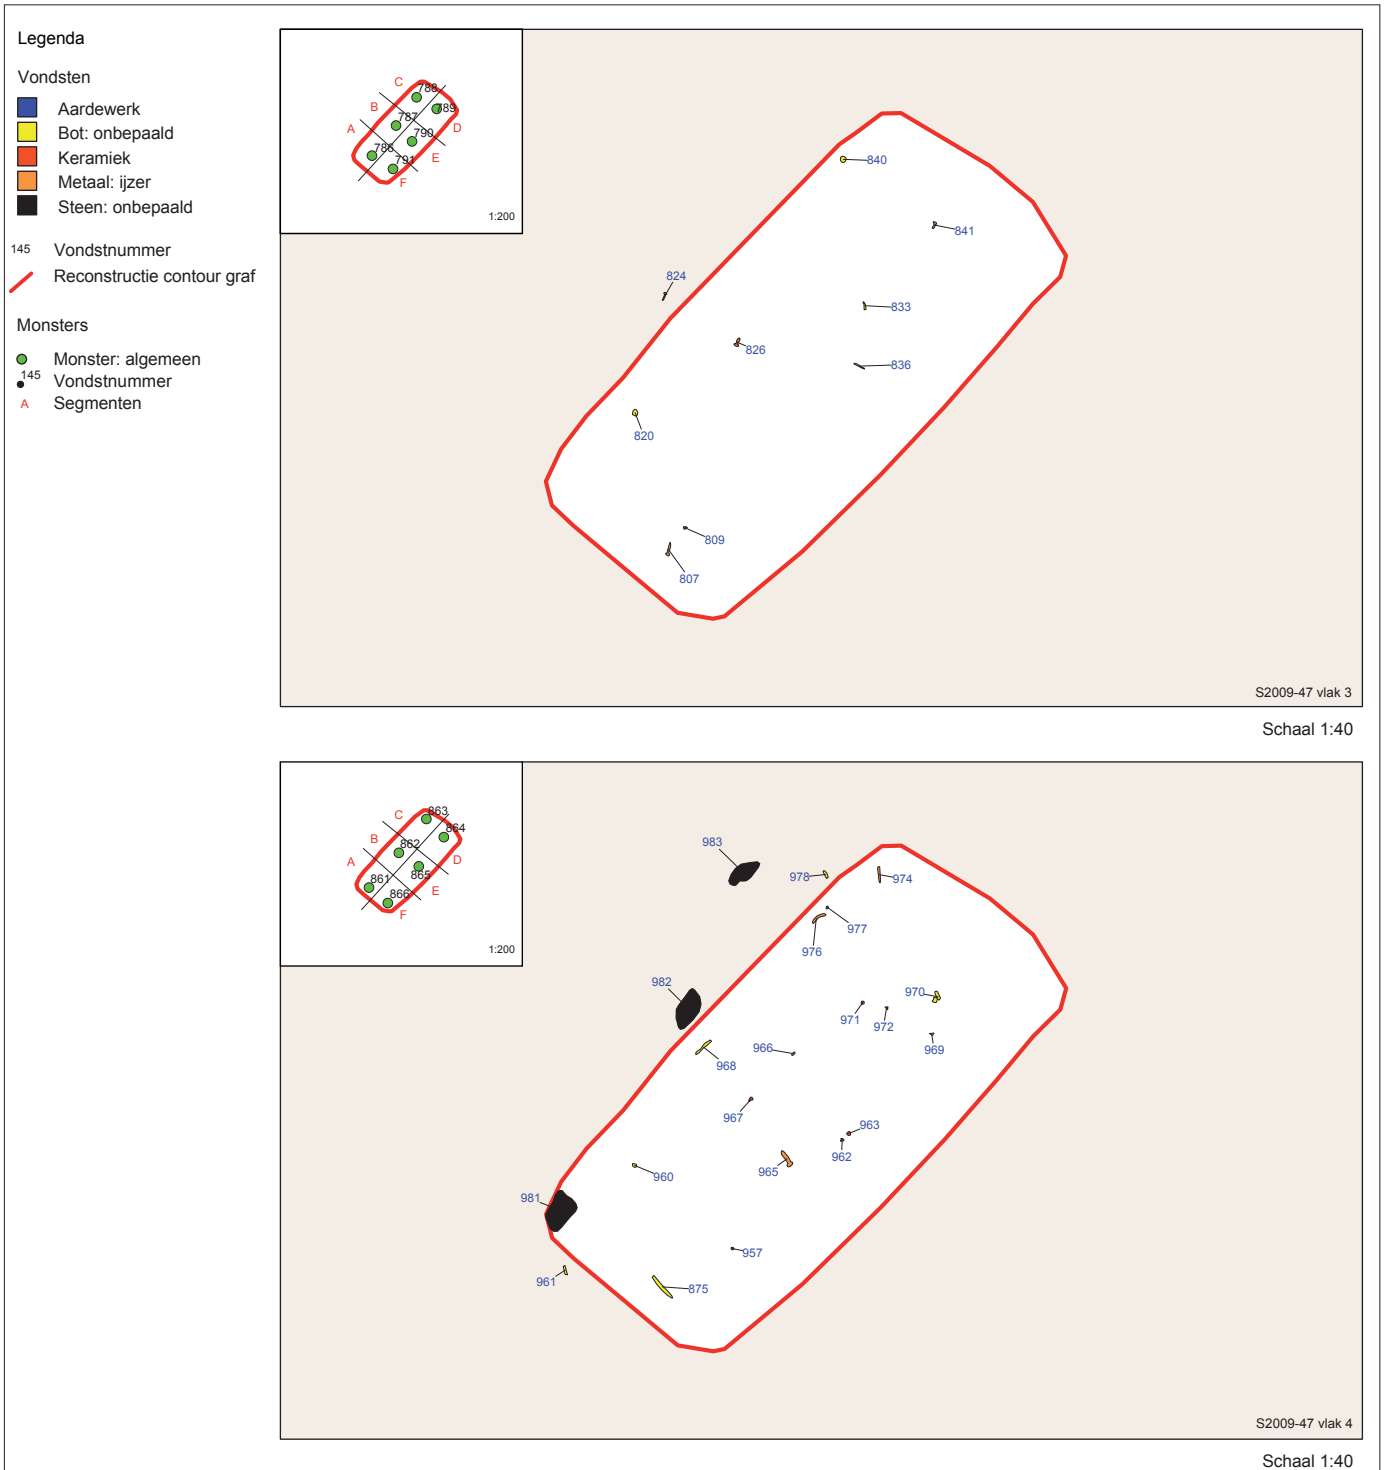 Legenda
Vondsten
Aardewerk
Bot: onbepaald
Keramiek
Metaal: ijzer
Steen: onbepaald
145 Vondstnummer
Reconstructie contour graf
Monsters
Monster: algemeen
145 Vondstnummer
A Segmenten
C
788
B
789
787
A
D
790
786
E
791
F
1:200
840
841
824
833
826
836
820
809
807
S2009-47 vlak 3
Schaal 1:40
863
C
864
B
862
A
D
865
861
E
866
F
1:200
983
978
974
977
976
982
970
971
972
969
966
968
967
963
962
965
960
981
957
961
875
S2009-47 vlak 4
Schaal 1:40